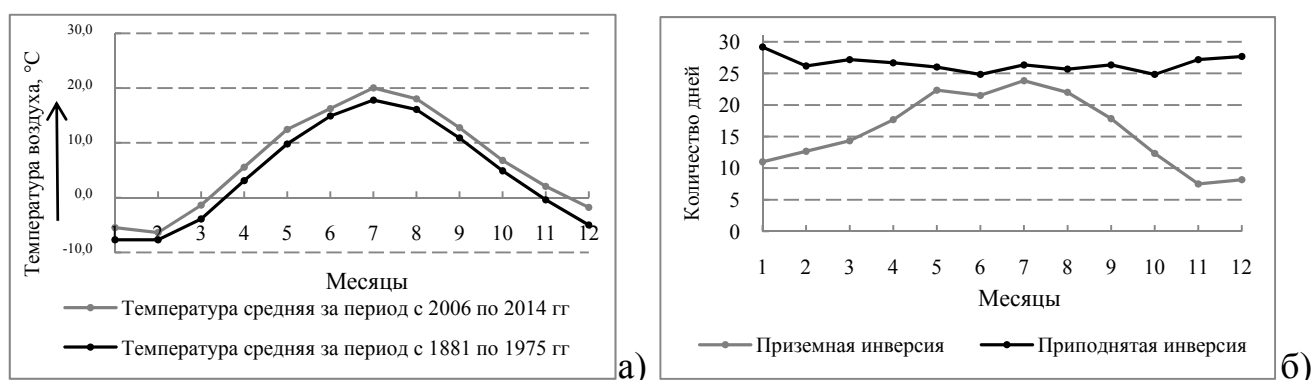 30,0
20,0
10,0
0,0
-10,0
Температура воздуха, °С
2 3 4 5 6 7 8 9 10 11 12
Месяцы
Температура средняя за период с 2006 по 2014 гг
Температура средняя за период с 1881 по 1975 гг
а)
30
25
20
15
10
5
0
Количество дней
1 2 3 4 5 6 7 8 9 10 11 12
Месяцы
Приземная инверсия Приподнятая инверсия
б)